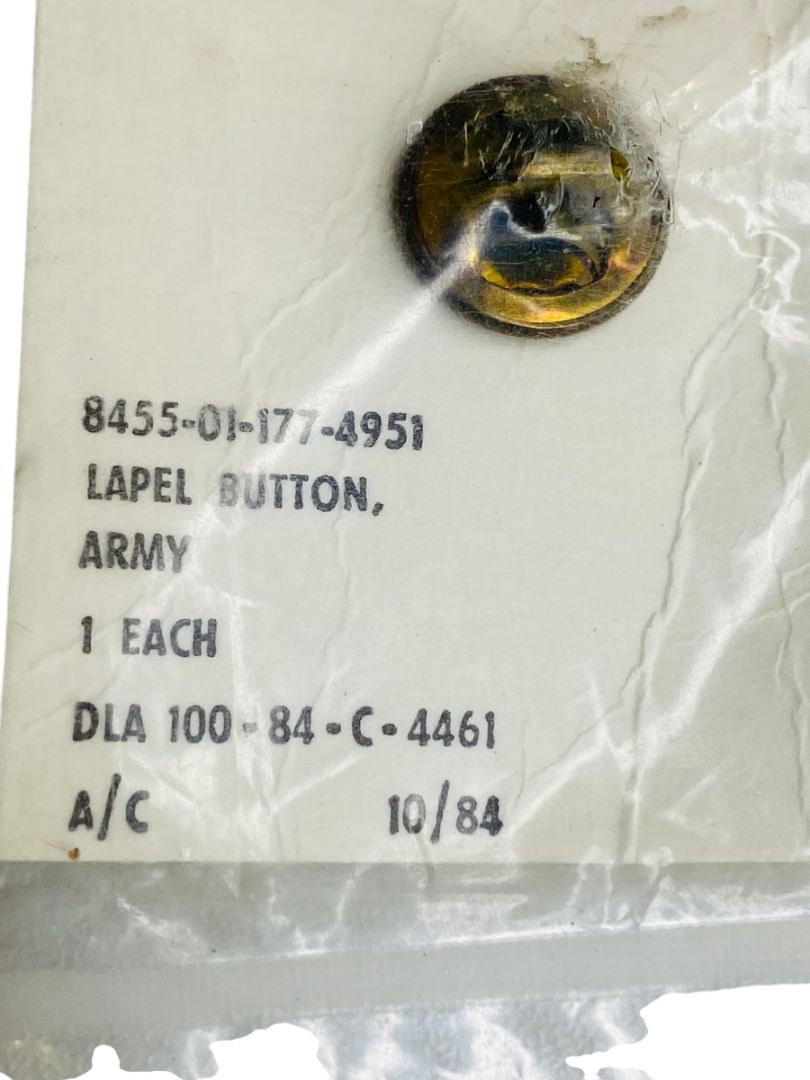 8455-01-177-4951
LAPEL BUTTON,
ARMY
1 EACH
DLA 100-84-C-4461
A/C 10/84